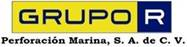 GRUPO R
Perforación Marina, S. A. de C. V.